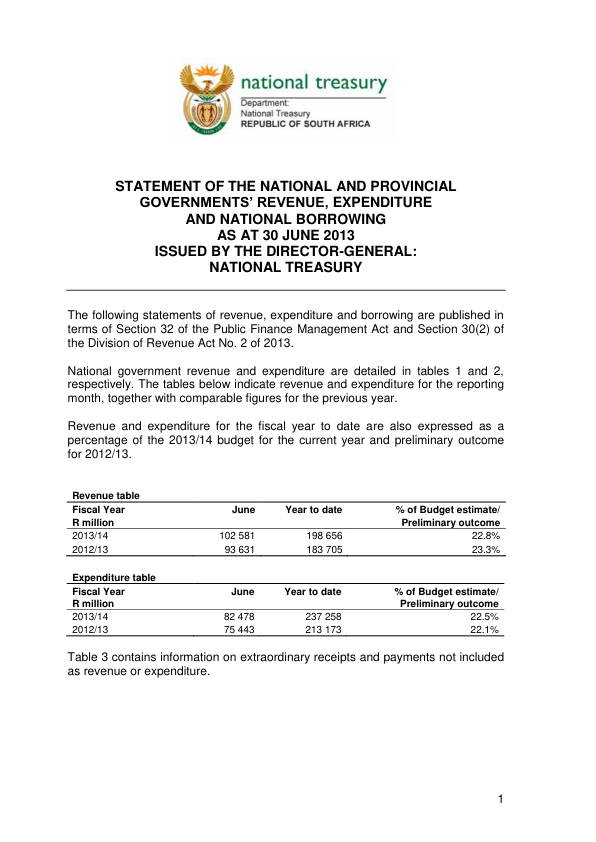 national treasury
Department:
National Treasury
REPUBLIC OF SOUTH AFRICA
STATEMENT OF THE NATIONAL AND PROVINCIAL
GOVERNMENTS' REVENUE, EXPENDITURE
AND NATIONAL BORROWING
AS AT 30 JUNE 2013
ISSUED BY THE DIRECTOR-GENERAL:
NATIONAL TREASURY
The following statements of revenue, expenditure and borrowing are published in
terms of Section 32 of the Public Finance Management Act and Section 30(2) of
the Division of Revenue Act No. 2 of 2013.
National government revenue and expenditure are detailed in tables 1 and 2,
respectively. The tables below indicate revenue and expenditure for the reporting
month, together with comparable figures for the previous year.
Revenue and expenditure for the fiscal year to date are also expressed as a
percentage of the 2013/14 budget for the current year and preliminary outcome
for 2012/13.
Revenue table
Fiscal Year June Year to date % of Budget estimate/
R million Preliminary outcome
2013/14 102 581 198 656 22.8%
2012/13 93 631 183 705 23.3%
Expenditure table
Fiscal Year June Year to date % of Budget estimate/
R million Preliminary outcome
2013/14 82 478 237 258 22.5%
2012/13 75 443 213 173 22.1%
Table 3 contains information on extraordinary receipts and payments not included
as revenue or expenditure.
1